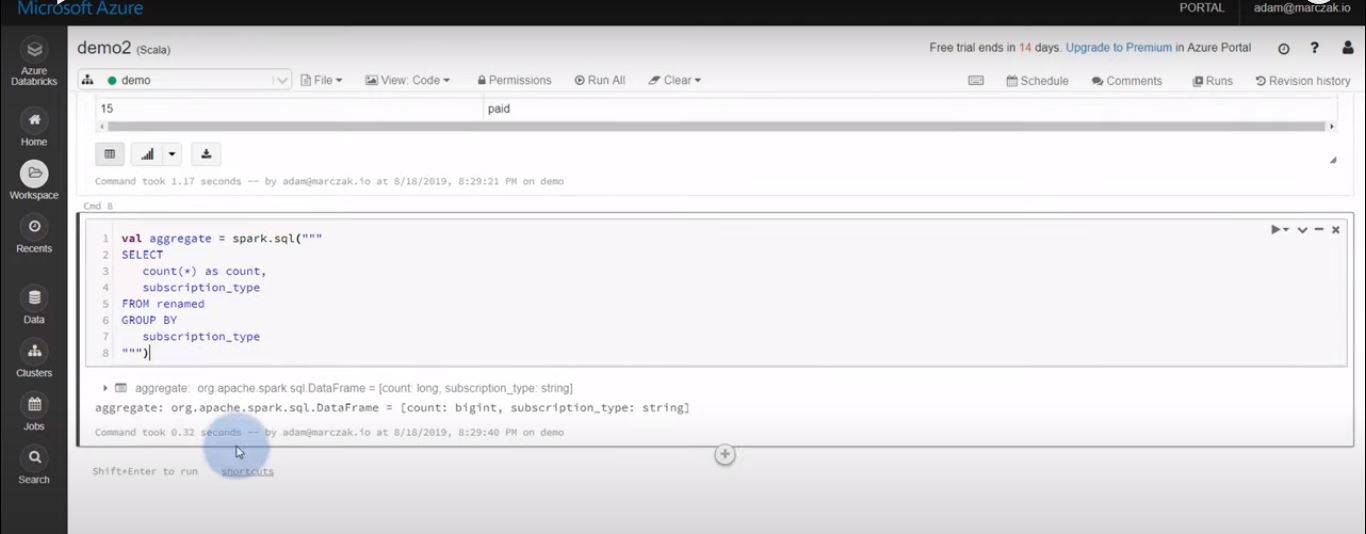 Microsoft Azure
PORTAL
adam@marczak.io
Azure
Databricks
Home
Workspace
Recents
Data
Clusters
Jobs
Search
demo2 (Scala)
Free trial ends in 14 days. Upgrade to Premium in Azure Portal
?
demo
File
View: Code
Permissions
Run All
Clear
Schedule
Comments
Runs
Revision history
15 paid
Command took 1.17 seconds -- by adam@marczak.io at 8/18/2019, 8:29:21 PM on demo
Cmd 8
1 val aggregate = spark.sql("""
2 SELECT
3 count(*) as count,
4 subscription_type
5 FROM renamed
6 GROUP BY
7 subscription_type
8 """)
aggregate: org.apache.spark.sql.DataFrame = [count: long, subscription_type: string]
aggregate: org.apache.spark.sql.DataFrame = [count: bigint, subscription_type: string]
Command took 0.32 seconds -- by adam@marczak.io at 8/18/2019, 8:29:40 PM on demo
Shift+Enter to run shortcuts